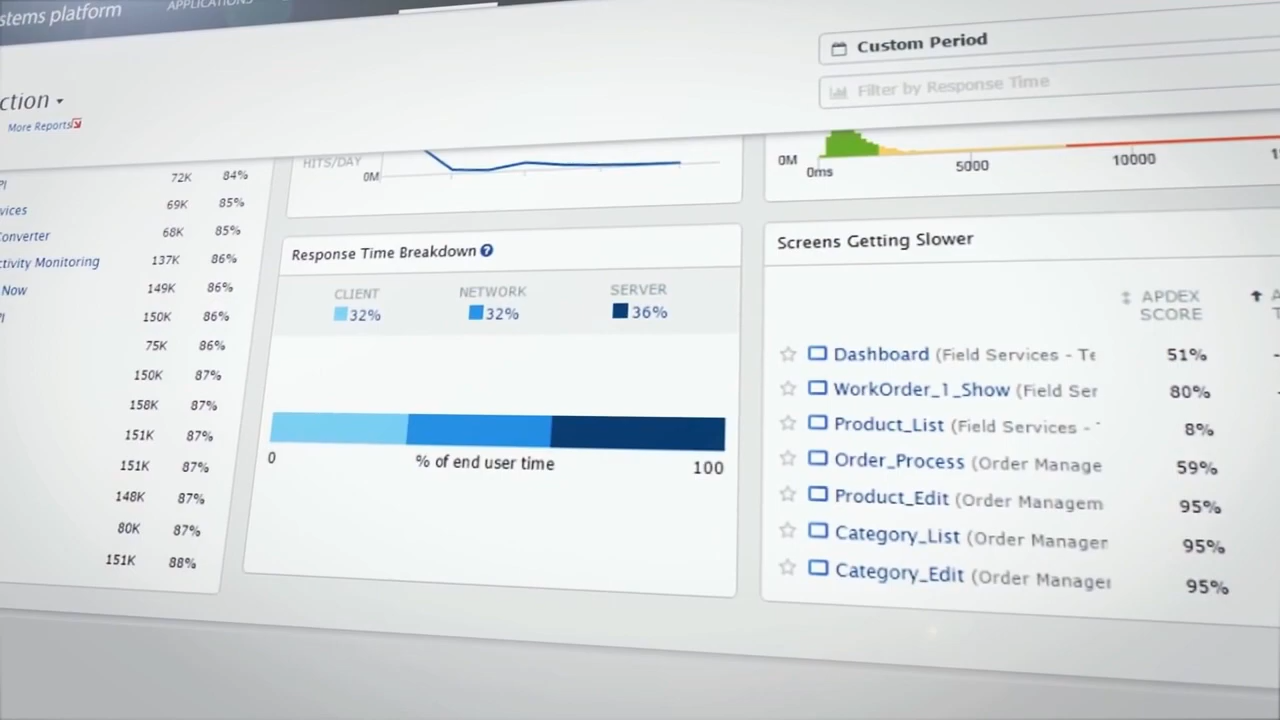 stems platform
APPLICATIONS
Custom Period
ction
Filter by Response Time
More Reports
HITS/DAY
0M
0M
0ms
5000
10000
PI 72K 84%
vices 69K 85%
Converter 68K 85%
ctivity Monitoring 137K 86%
Now 149K 86%
PI 150K 86%
75K 86%
150K 87%
158K 87%
151K 87%
151K 87%
148K 87%
80K 87%
151K 88%
Response Time Breakdown ?
CLIENT NETWORK SERVER
32% 32% 36%
0 % of end user time 100
Screens Getting Slower
APDEX A
SCORE T
Dashboard (Field Services - Te 51%
WorkOrder_1_Show (Field Ser 80%
Product_List (Field Services - 8%
Order_Process (Order Manage 59%
Product_Edit (Order Managem 95%
Category_List (Order Manager 95%
Category_Edit (Order Manager 95%